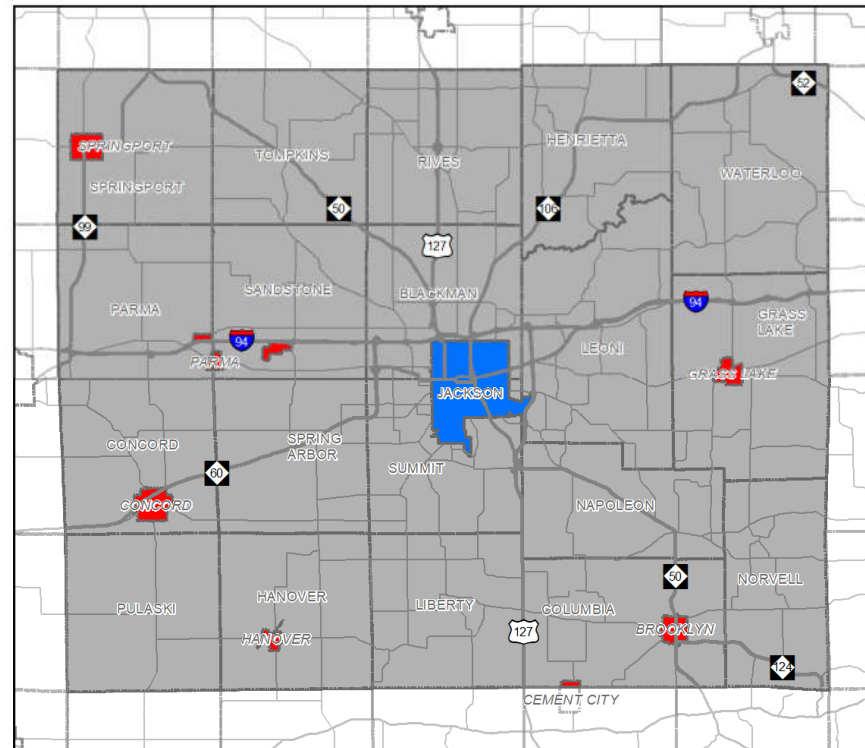 52
SPRINGPORT
HENRIETTA
TOMPKINS
RIVES
WATERLOO
SPRINGPORT
50
106
99
127
SANDSTONE
BLACKMAN
94
PARMA
GRASS
LAKE
94
LEONI
PARMA
GRASS LAKE
JACKSON
CONCORD
SPRING
ARBOR
SUMMIT
60
CONCORD
NAPOLEON
50
NORVELL
HANOVER
PULASKI
LIBERTY
COLUMBIA
127
BROOKLYN
HANOVER
124
CEMENT CITY